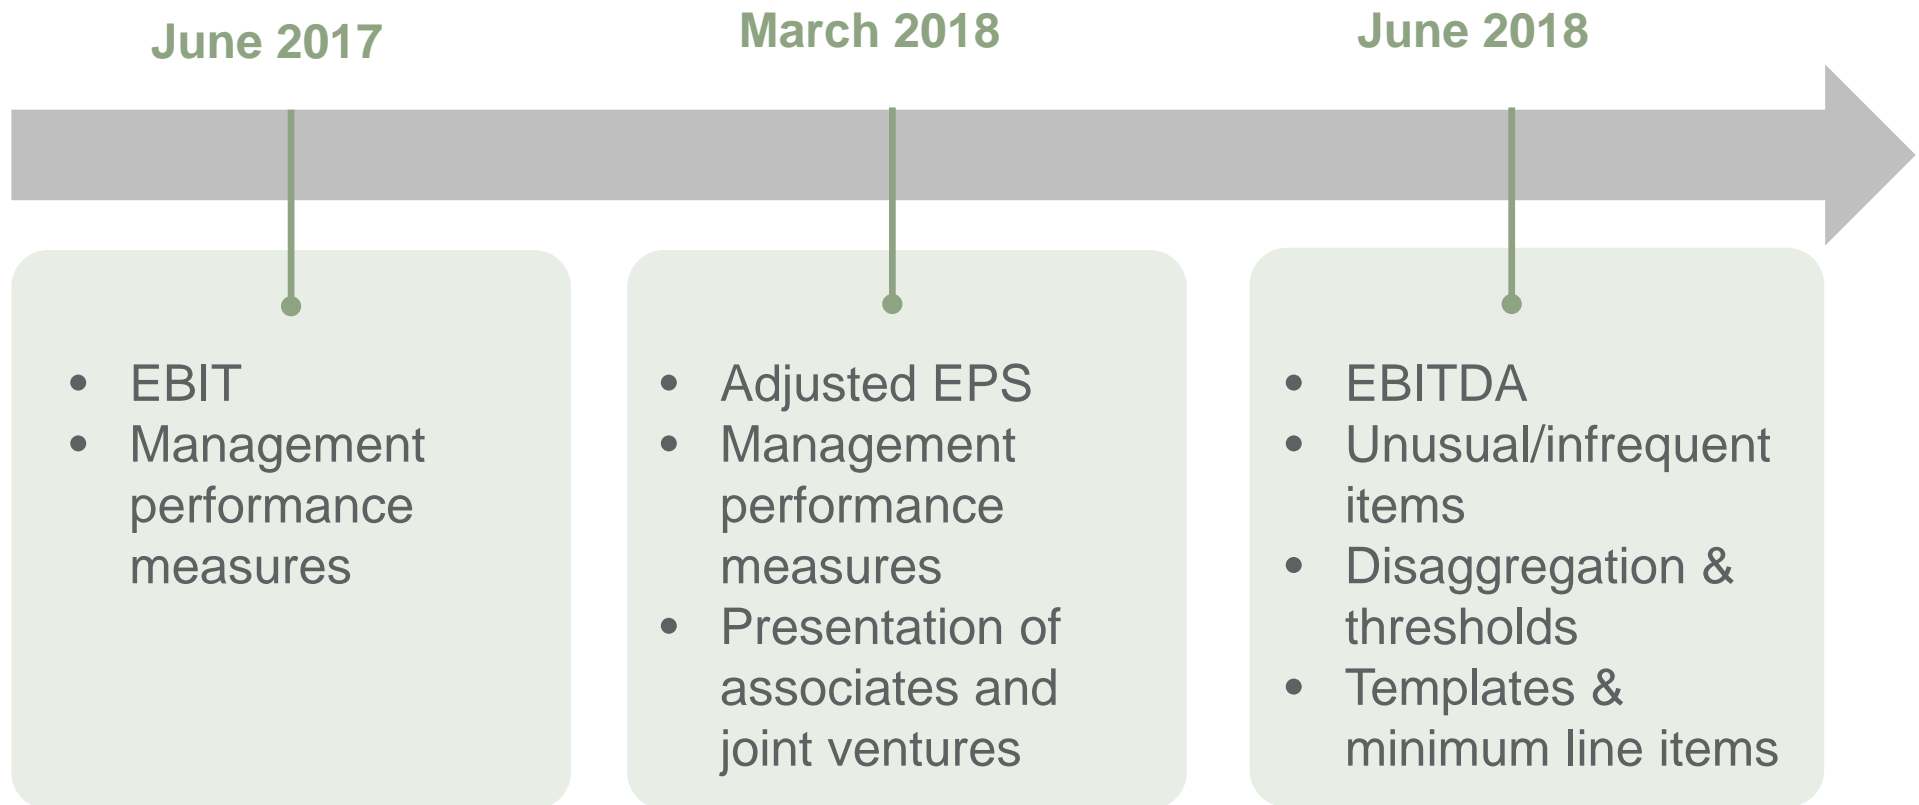 June 2017
March 2018
June 2018
• EBIT
• Management
performance
measures
• Adjusted EPS
• Management
performance
measures
• Presentation of
associates and
joint ventures
• EBITDA
• Unusual/infrequent
items
• Disaggregation &
thresholds
• Templates &
minimum line items